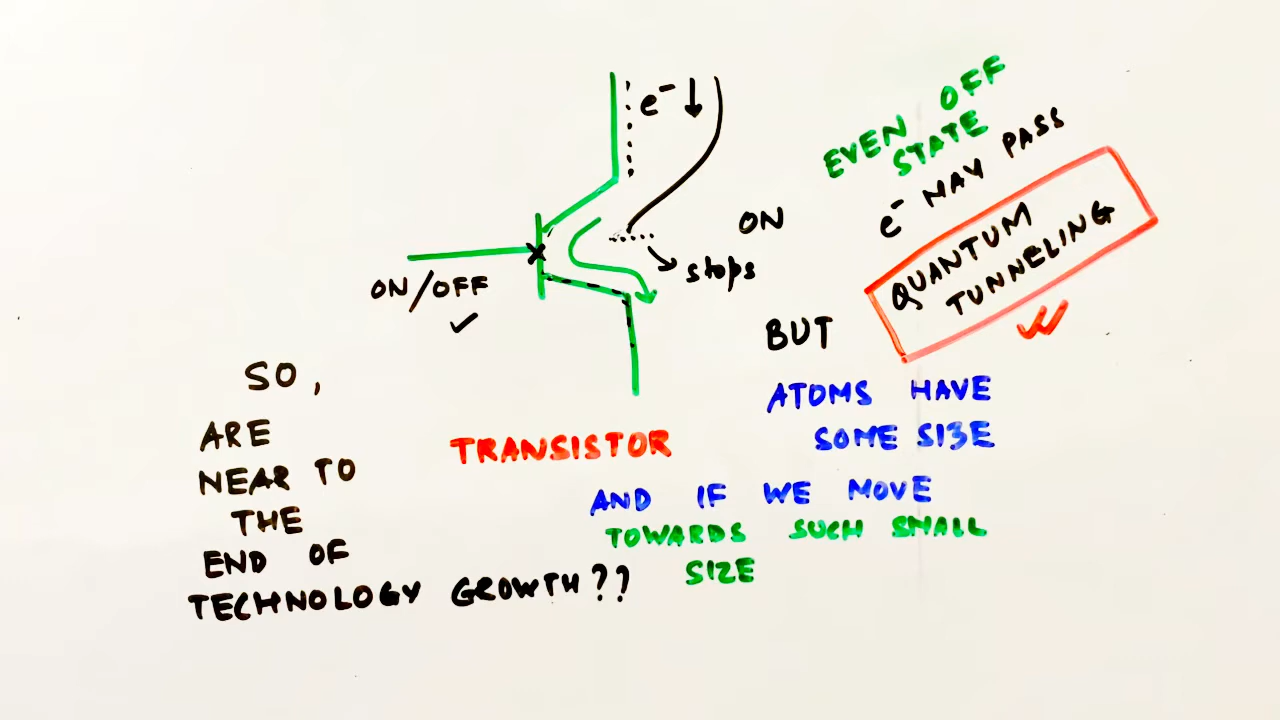 e⁻ ↓
ON
stops
ON/OFF
EVEN OFF
STATE
e⁻ MAY PASS
QUANTUM
TUNNELING
BUT
ATOMS HAVE
SOME SIZE
AND IF WE MOVE
TOWARDS SUCH SMALL
SIZE
TRANSISTOR
SO,
ARE
NEAR TO
THE
END OF
TECHNOLOGY GROWTH??